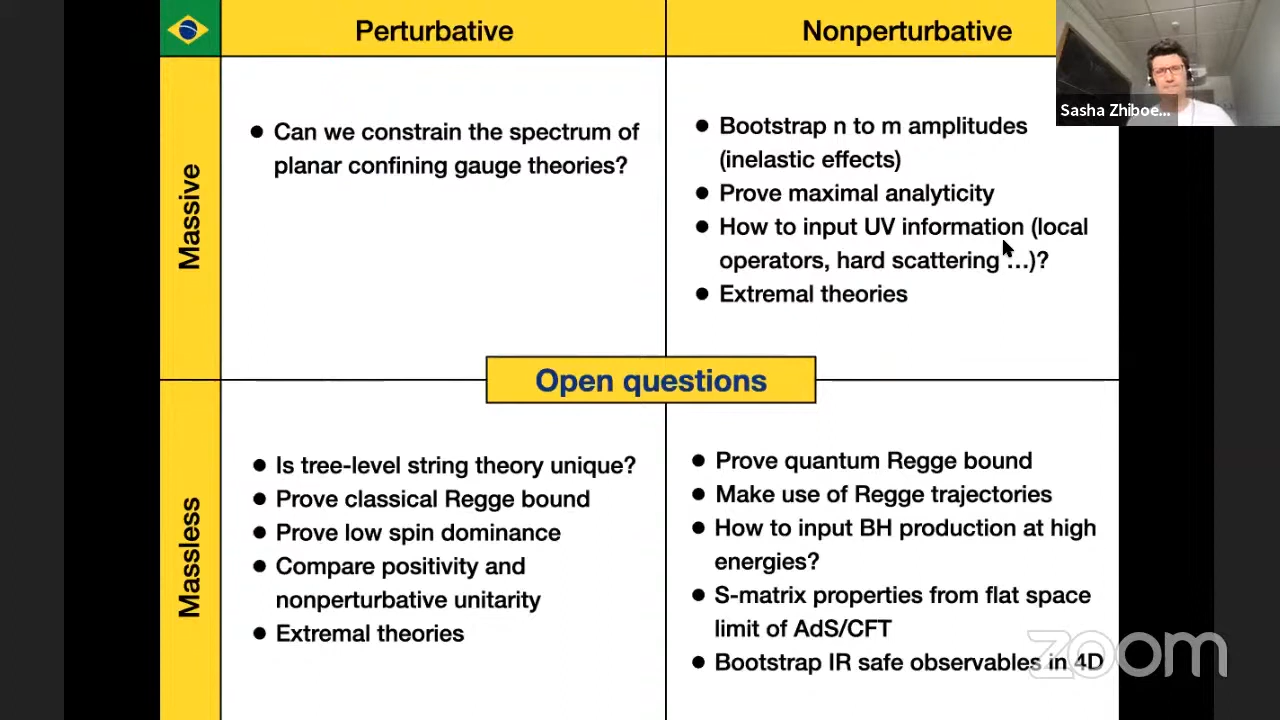 Perturbative
Nonperturbative
Sasha Zhiboe...
Massive
● Can we constrain the spectrum of
planar confining gauge theories?
● Bootstrap n to m amplitudes
(inelastic effects)
● Prove maximal analyticity
● How to input UV information (local
operators, hard scattering ...)?
● Extremal theories
Open questions
Massless
● Is tree-level string theory unique?
● Prove classical Regge bound
● Prove low spin dominance
● Compare positivity and
nonperturbative unitarity
● Extremal theories
● Prove quantum Regge bound
● Make use of Regge trajectories
● How to input BH production at high
energies?
● S-matrix properties from flat space
limit of AdS/CFT
● Bootstrap IR safe observables in 4D
zoom